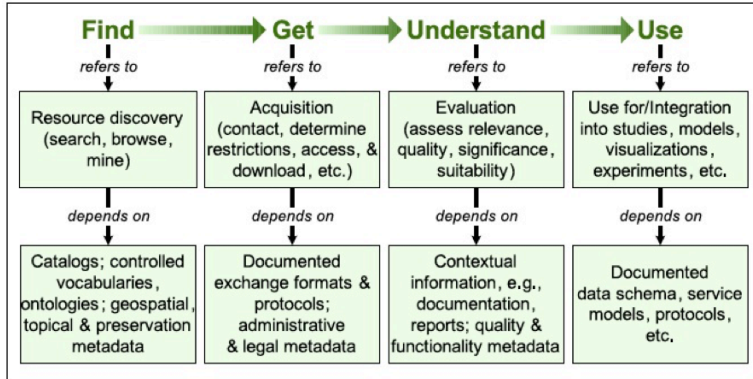 Find
Get
Understand
Use
refers to
refers to
refers to
refers to
Resource discovery
(search, browse,
mine)
Acquisition
(contact, determine
restrictions, access, &
download, etc.)
Evaluation
(assess relevance,
quality, significance,
suitability)
Use for/Integration
into studies, models,
visualizations,
experiments, etc.
depends on
depends on
depends on
depends on
Catalogs; controlled
vocabularies,
ontologies; geospatial,
topical & preservation
metadata
Documented
exchange formats &
protocols;
administrative
& legal metadata
Contextual
information, e.g.,
documentation,
reports; quality &
functionality metadata
Documented
data schema, service
models, protocols,
etc.